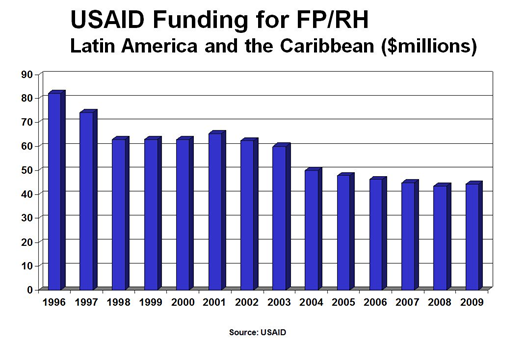 USAID Funding for FP/RH
Latin America and the Caribbean ($millions)
90
80
70
60
50
40
30
20
10
0
1996 1997 1998 1999 2000 2001 2002 2003 2004 2005 2006 2007 2008 2009
Source: USAID